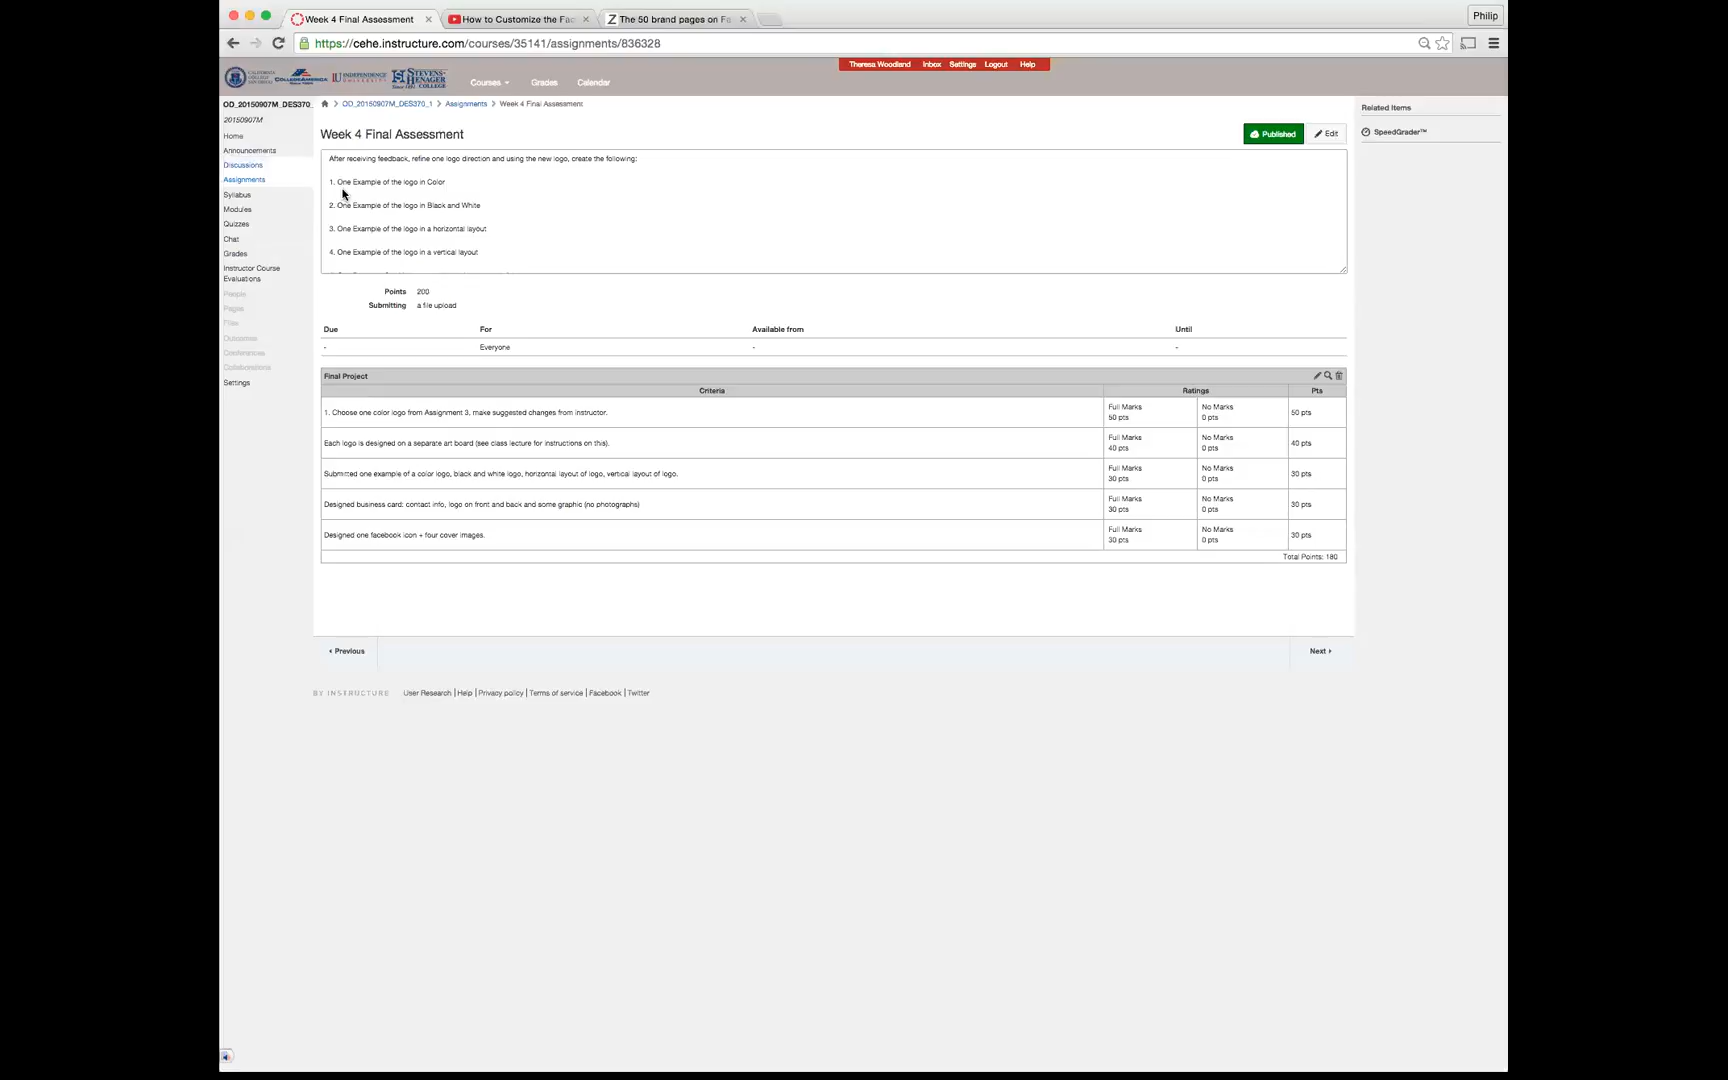 Week 4 Final Assessment
How to Customize the Fac
The 50 brand pages on Fa
Philip
https://cehe.instructure.com/courses/35141/assignments/836328
CALIFORNIA COLLEGE
COLLEGEAMERICA
INDEPENDENCE UNIVERSITY
STEVENS-HENAGER COLLEGE
Courses
Grades
Calendar
Theresa Woodland
Inbox
Settings
Logout
Help
OD_20150907M_DES370_
20150907M
Home
Announcements
Discussions
Assignments
Syllabus
Modules
Quizzes
Chat
Grades
Instructor Course
Evaluations
People
Pages
Files
Outcomes
Conferences
Collaborations
Settings
OD_20150907M_DES370_1 > Assignments > Week 4 Final Assessment
Week 4 Final Assessment
Published
Edit
After receiving feedback, refine one logo direction and using the new logo, create the following:
1. One Example of the logo in Color
2. One Example of the logo in Black and White
3. One Example of the logo in a horizontal layout
4. One Example of the logo in a vertical layout
Points 200
Submitting a file upload
Due For Available from Until
- Everyone - -
Final Project
Criteria Ratings Pts
1. Choose one color logo from Assignment 3, make suggested changes from instructor.
Full Marks No Marks
50 pts 0 pts
50 pts
Each logo is designed on a separate art board (see class lecture for instructions on this).
Full Marks No Marks
40 pts 0 pts
40 pts
Submitted one example of a color logo, black and white logo, horizontal layout of logo, vertical layout of logo.
Full Marks No Marks
30 pts 0 pts
30 pts
Designed business card: contact info, logo on front and back and some graphic (no photographs)
Full Marks No Marks
30 pts 0 pts
30 pts
Designed one facebook icon + four cover images.
Full Marks No Marks
30 pts 0 pts
30 pts
Total Points: 180
Previous
Next
BY INSTRUCTURE
User Research | Help | Privacy policy | Terms of service | Facebook | Twitter
Related Items
SpeedGrader™